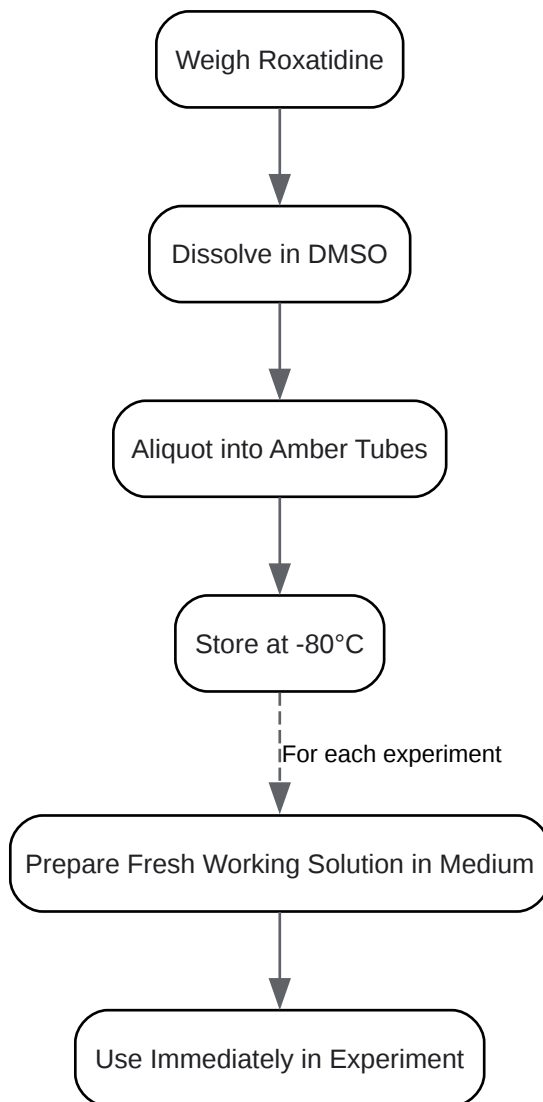 Weigh Roxatidine
Dissolve in DMSO
Aliquot into Amber Tubes
Store at -80°C
For each experiment
Prepare Fresh Working Solution in Medium
Use Immediately in Experiment